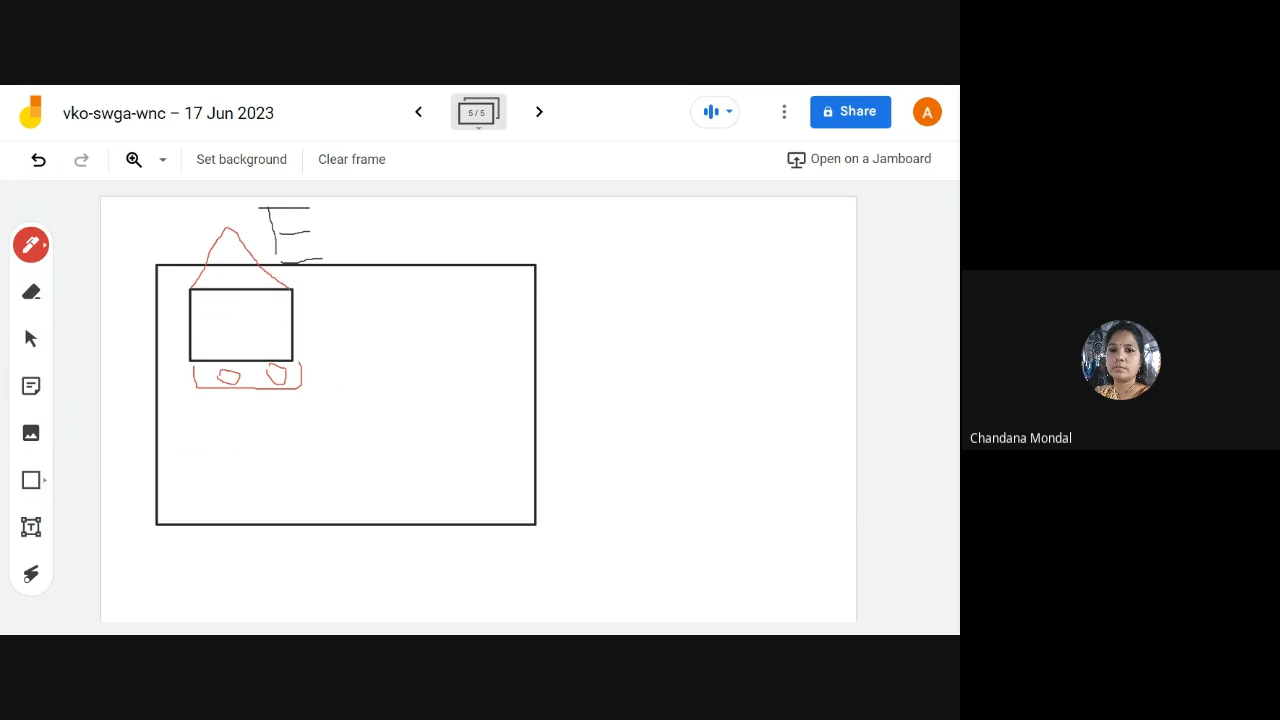 vko-swga-wnc – 17 Jun 2023
5 / 5
Share
A
Set background
Clear frame
Open on a Jamboard
E
T
Chandana Mondal